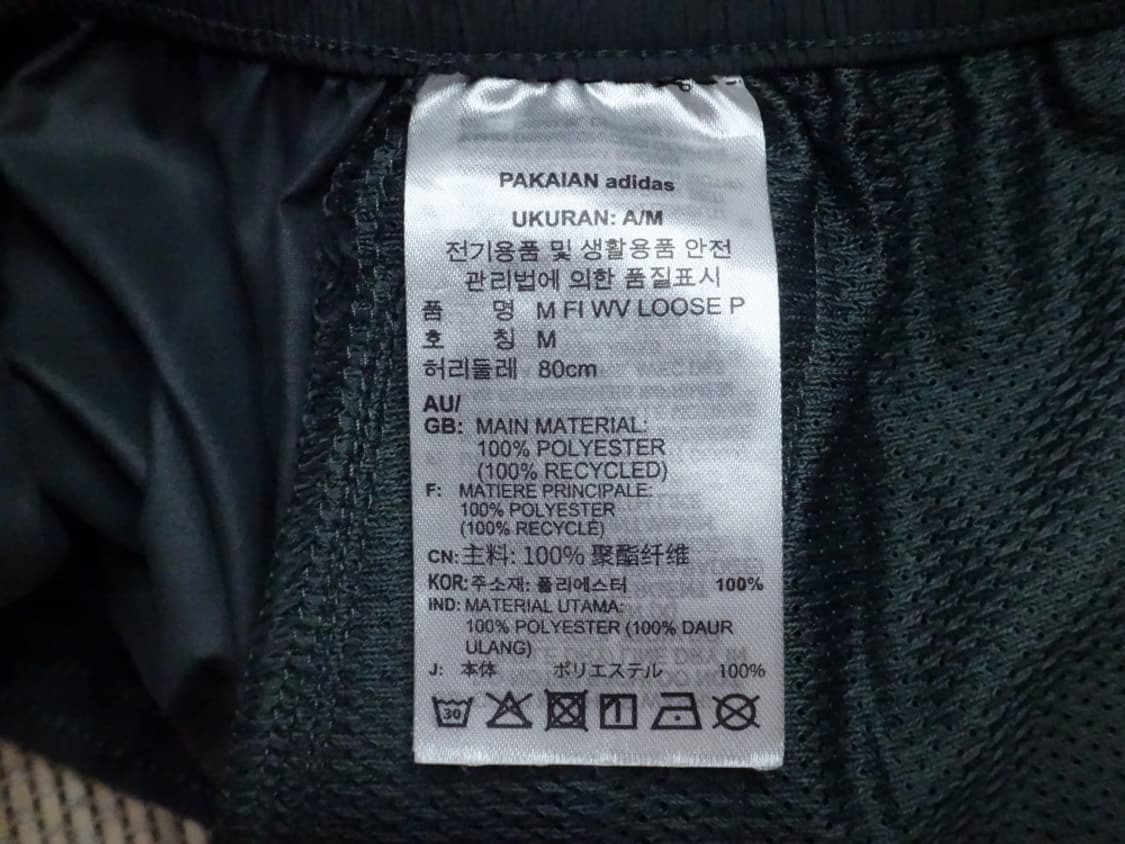 PAKAIAN adidas
UKURAN: A/M
전기용품 및 생활용품 안전
관리법에 의한 품질표시
품 명 M FI WV LOOSE P
호 칭 M
허리둘레 80cm
AU/
GB: MAIN MATERIAL:
100% POLYESTER
(100% RECYCLED)
F: MATIERE PRINCIPALE:
100% POLYESTER
(100% RECYCLÉ)
CN: 主料: 100% 聚酯纤维
KOR: 주소재: 폴리에스터 100%
IND: MATERIAL UTAMA:
100% POLYESTER (100% DAUR
ULANG)
J: 本体 ポリエステル 100%
30